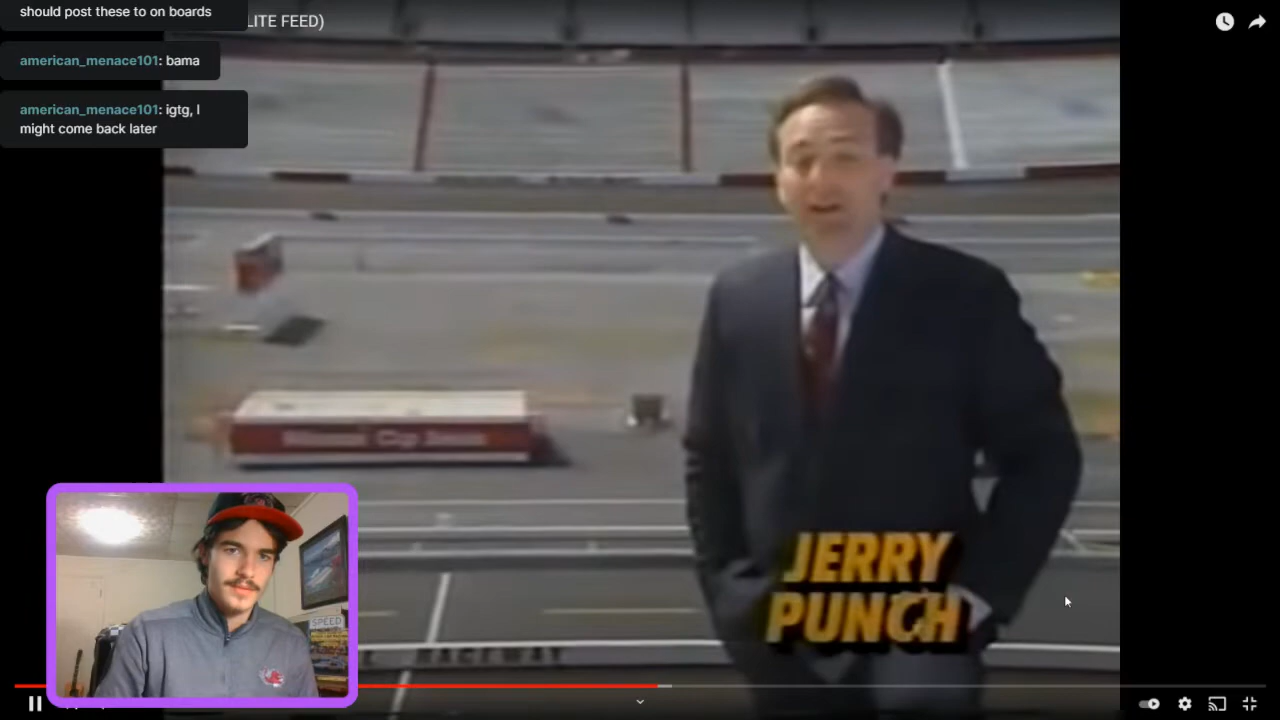 should post these to on boards
LITE FEED)
american_menace101: bama
american_menace101: igtg, I
might come back later
JERRY
PUNCH
SPEED
RACEWAY